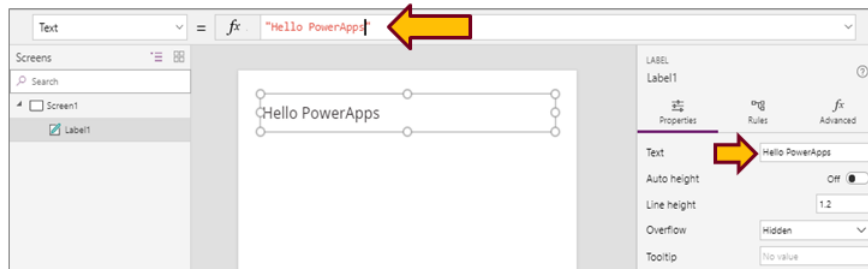 Text = fx "Hello PowerApps"
Screens
Search
Screen1
Label1
Hello PowerApps
LABEL
Label1
Properties Rules Advanced
fx
Text Hello PowerApps
Auto height Off
Line height 1.2
Overflow Hidden
Tooltip No value